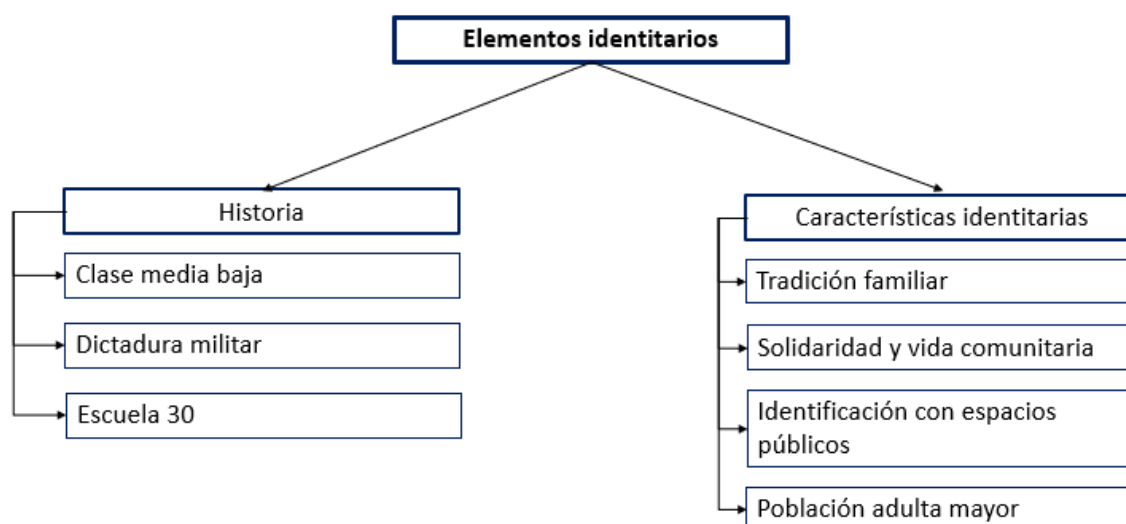 Elementos identitarios
Historia
Clase media baja
Dictadura militar
Escuela 30
Características identitarias
Tradición familiar
Solidaridad y vida comunitaria
Identificación con espacios
públicos
Población adulta mayor